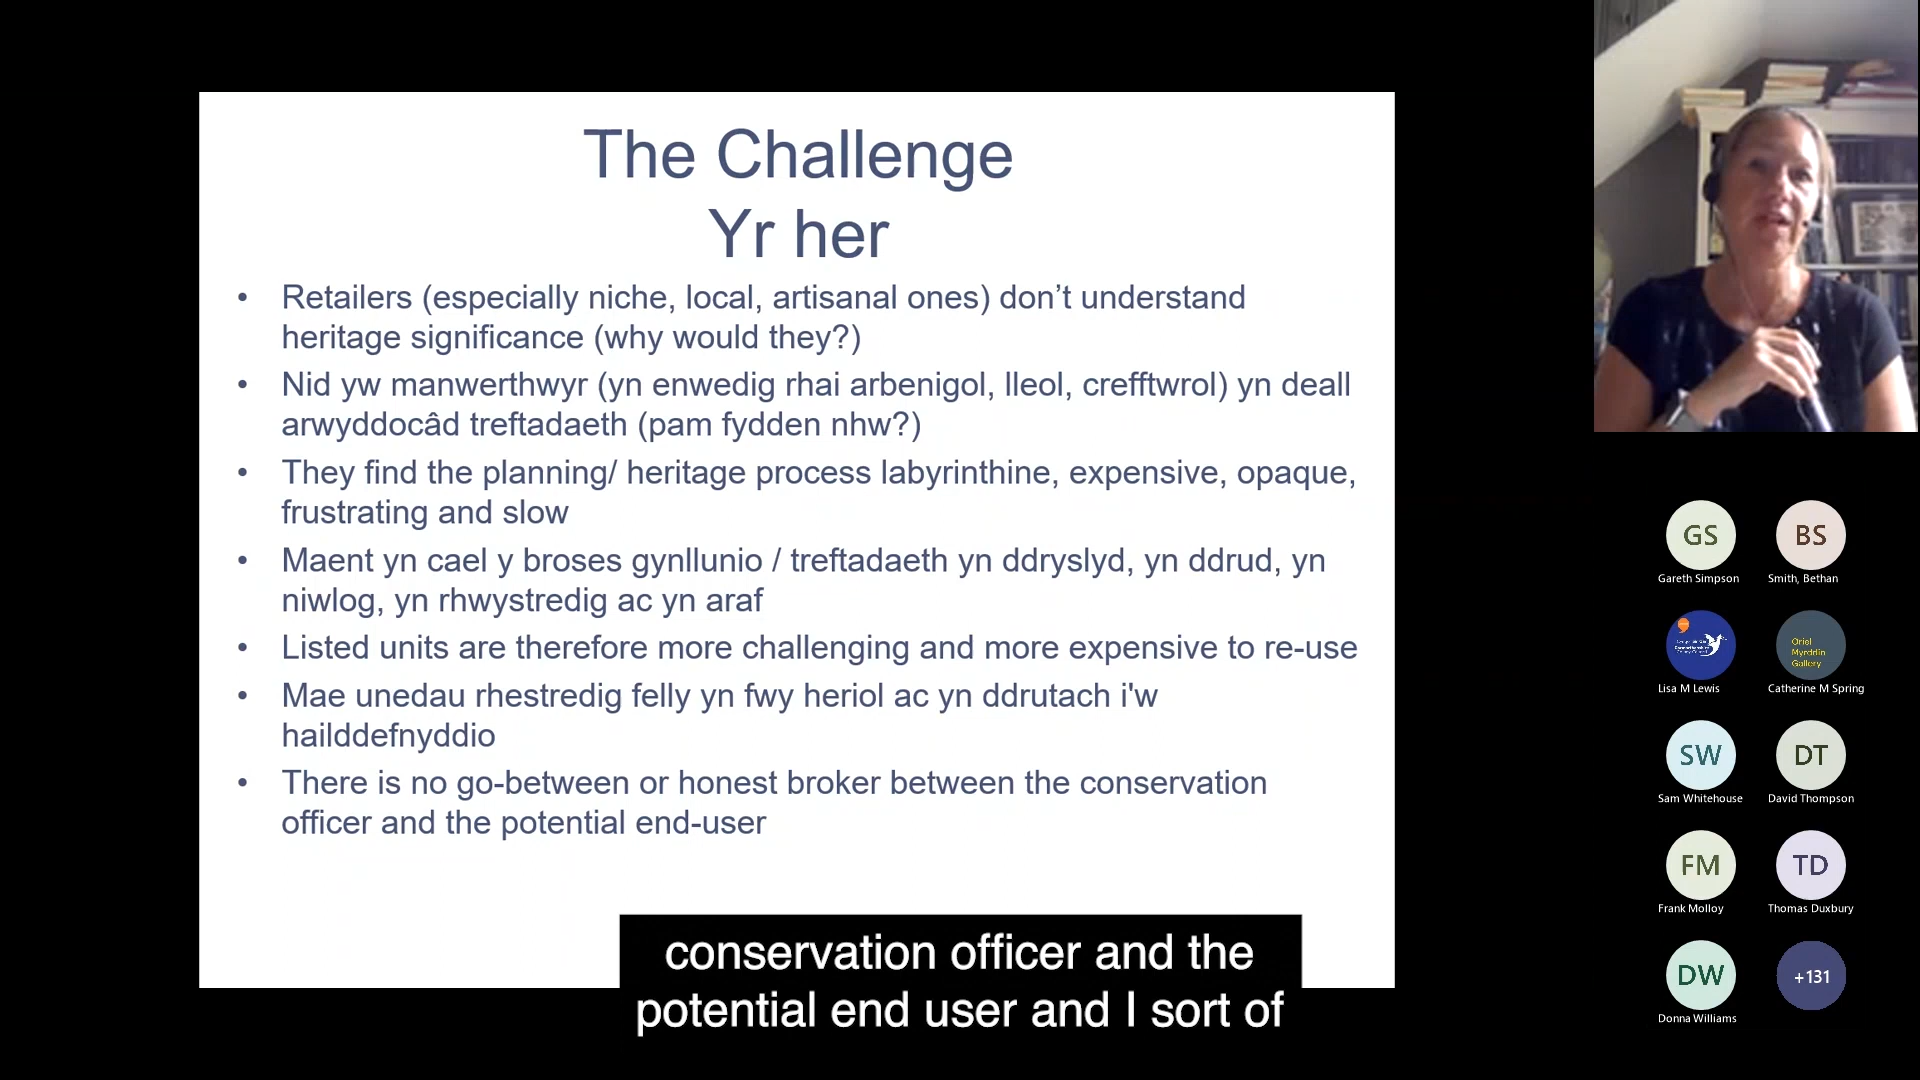 The Challenge
Yr her
• Retailers (especially niche, local, artisanal ones) don’t understand
heritage significance (why would they?)
• Nid yw manwerthwyr (yn enwedig rhai arbenigol, lleol, crefftwrol) yn deall
arwyddocâd treftadaeth (pam fydden nhw?)
• They find the planning/ heritage process labyrinthine, expensive, opaque,
frustrating and slow
• Maent yn cael y broses gynllunio / treftadaeth yn ddryslyd, yn ddrud, yn
niwlog, yn rhwystredig ac yn araf
• Listed units are therefore more challenging and more expensive to re-use
• Mae unedau rhestredig felly yn fwy heriol ac yn ddrutach i'w
hailddefnyddio
• There is no go-between or honest broker between the conservation
officer and the potential end-user
conservation officer and the
potential end user and I sort of
GS
Gareth Simpson
BS
Smith, Bethan
Lisa M Lewis
Oriel
Myrddin
Gallery
Catherine M Spring
SW
Sam Whitehouse
DT
David Thompson
FM
Frank Molloy
TD
Thomas Duxbury
DW
Donna Williams
+131